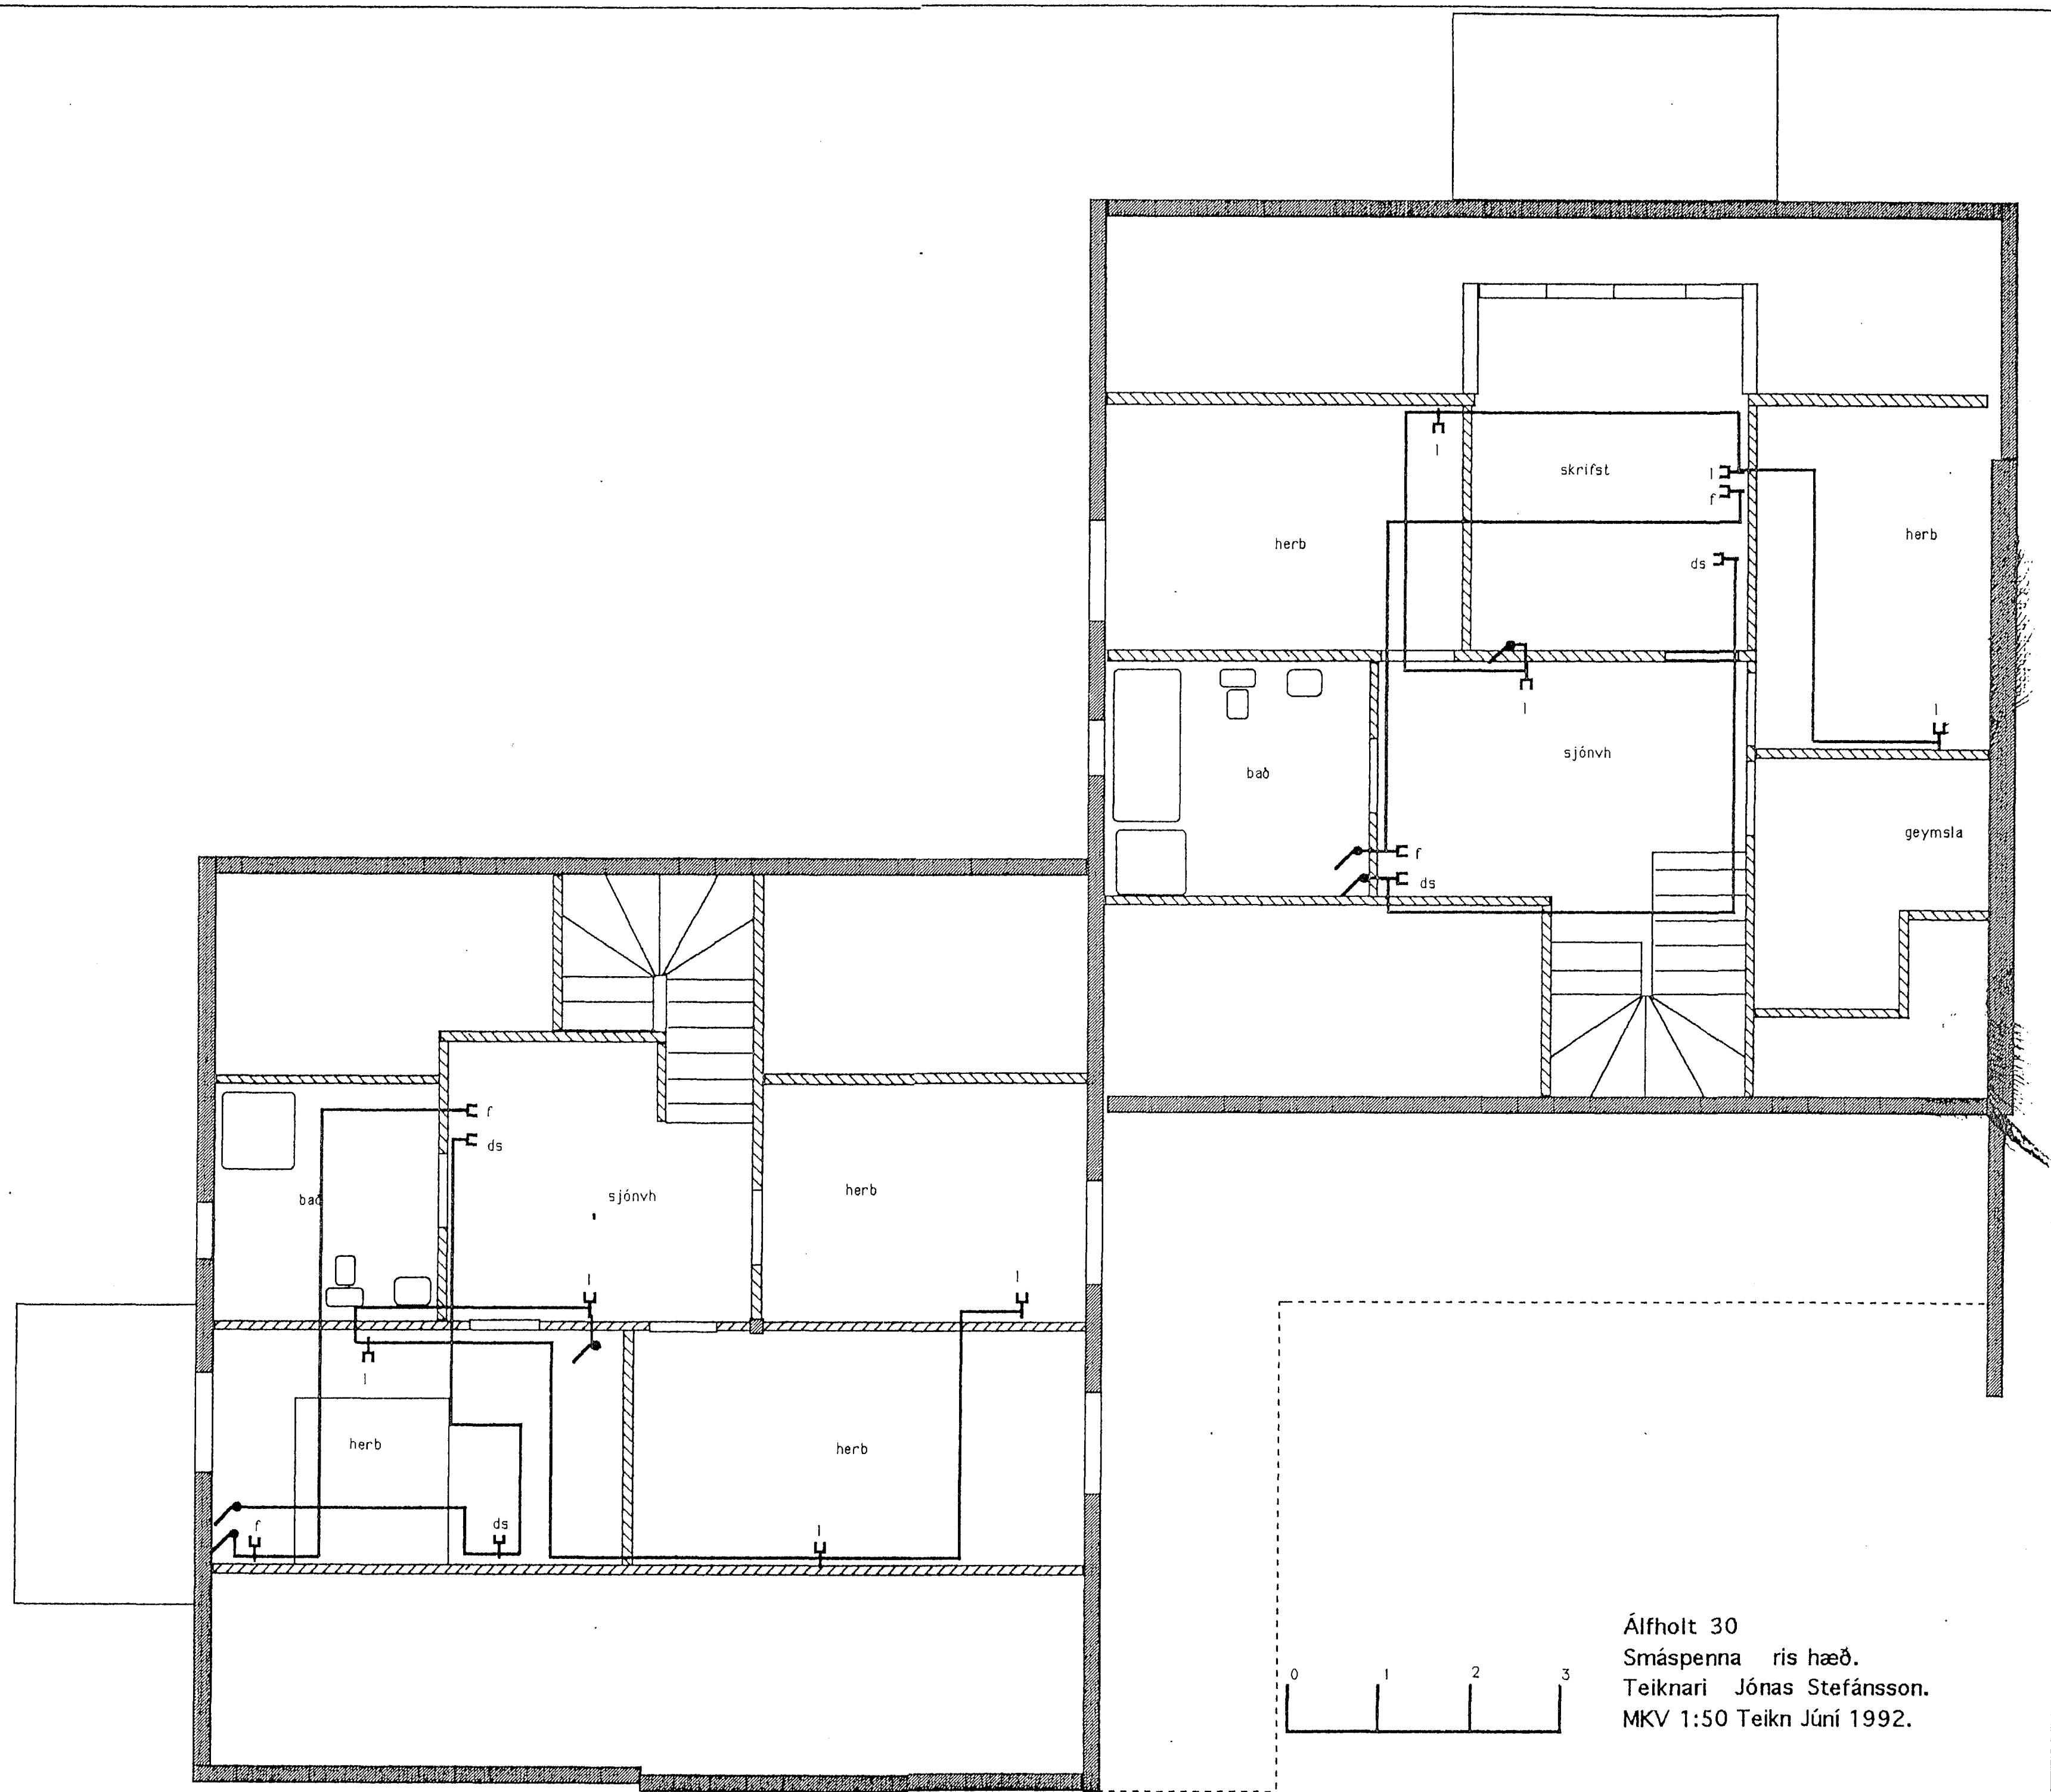 l
skrifst
l
f
herb
herb
ds
l
l
sjónvh
bað
geymsla
f
ds
f
ds
bað
sjónvh
herb
l
l
l
herb
herb
f
ds
l
0 1 2 3
Álfholt 30
Smáspenna ris hæð.
Teiknari Jónas Stefánsson.
MKV 1:50 Teikn Júní 1992.